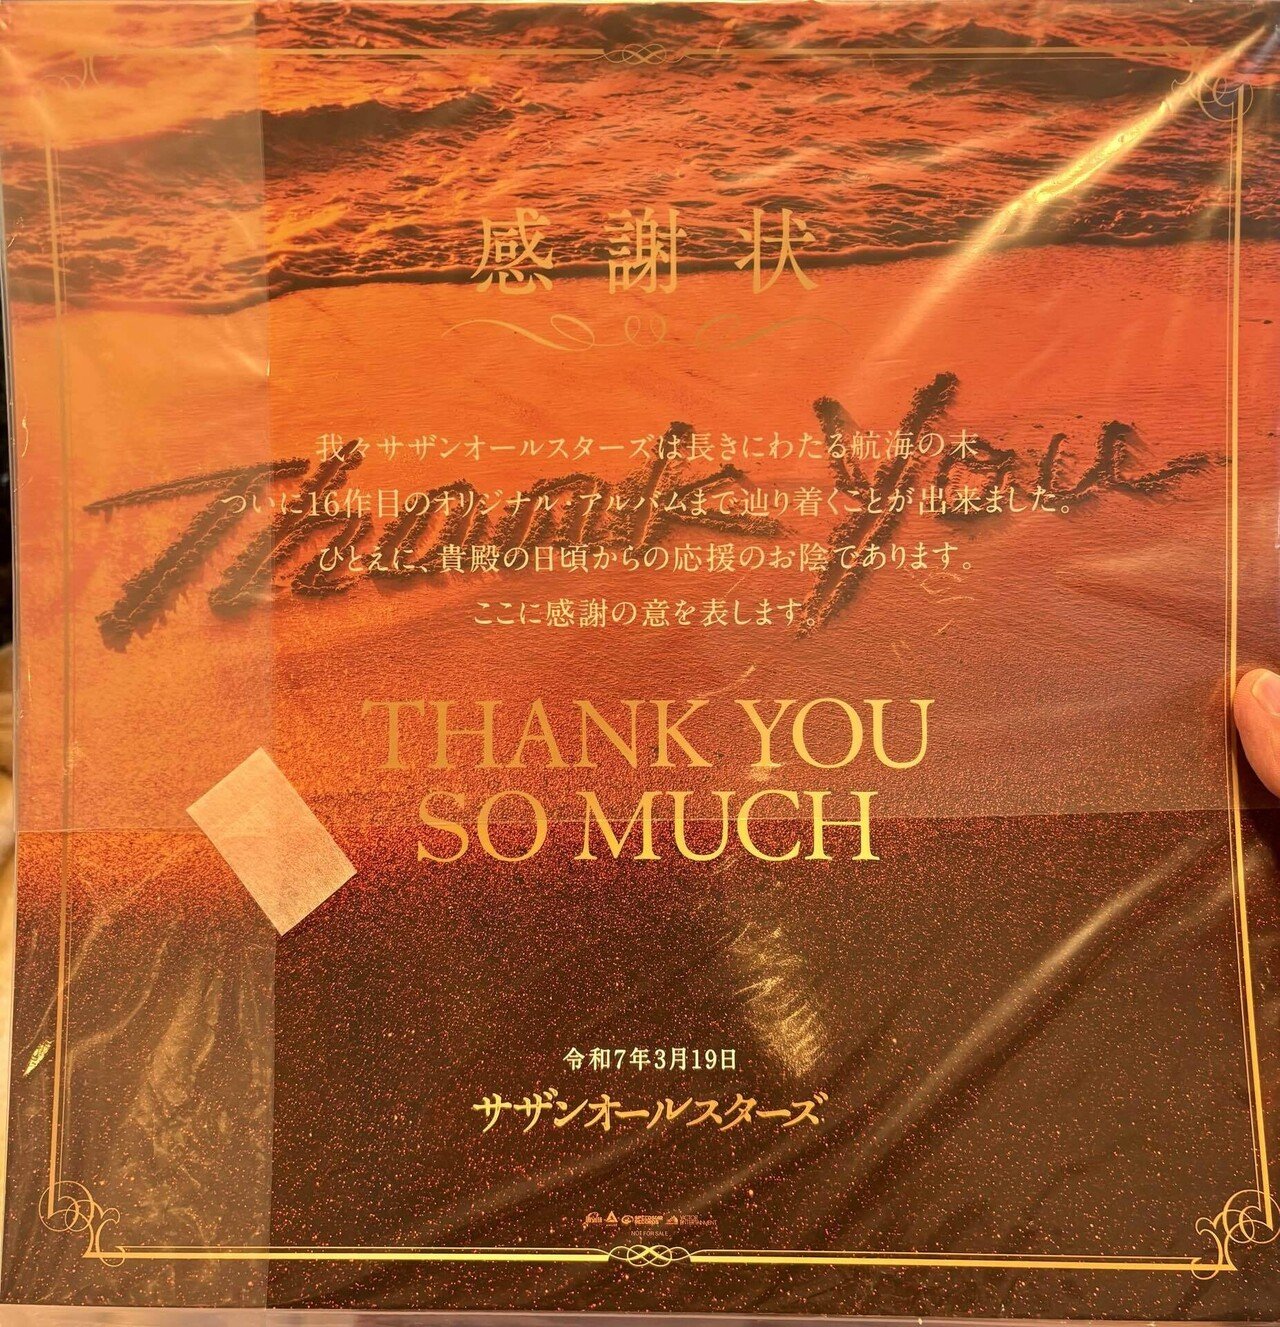 感謝状
我々サザンオールスターズは長きにわたる航海の末
ついに16作目のオリジナル・アルバムまで辿り着くことが出来ました。
ひとえに、貴殿の日頃からの応援のお陰であります。
ここに感謝の意を表します。
Thank You
THANK YOU
SO MUCH
令和7年3月19日
サザンオールスターズ
NOT FOR SALE